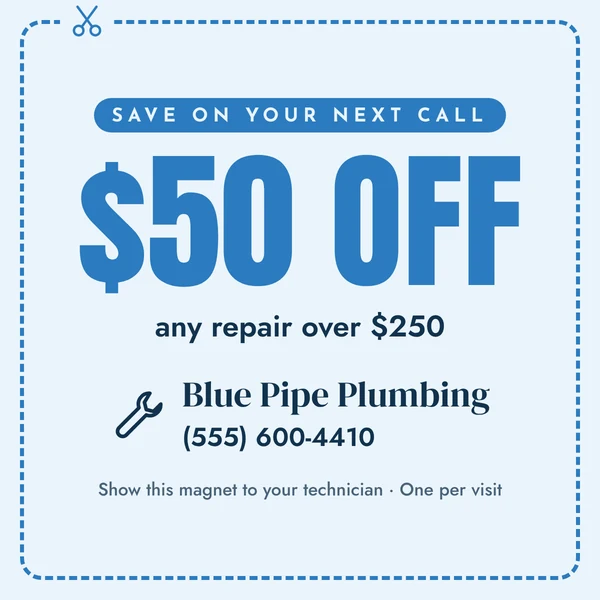 SAVE ON YOUR NEXT CALL
$50 OFF
any repair over $250
Blue Pipe Plumbing
(555) 600-4410
Show this magnet to your technician · One per visit